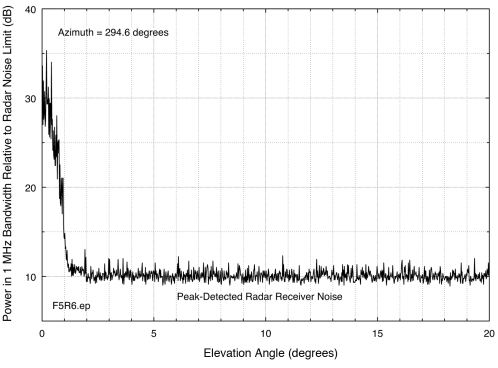 Power in 1 MHz Bandwidth Relative to Radar Noise Limit (dB)
40
30
20
10
Azimuth = 294.6 degrees
Peak-Detected Radar Receiver Noise
F5R6.ep
0
5
10
15
20
Elevation Angle (degrees)